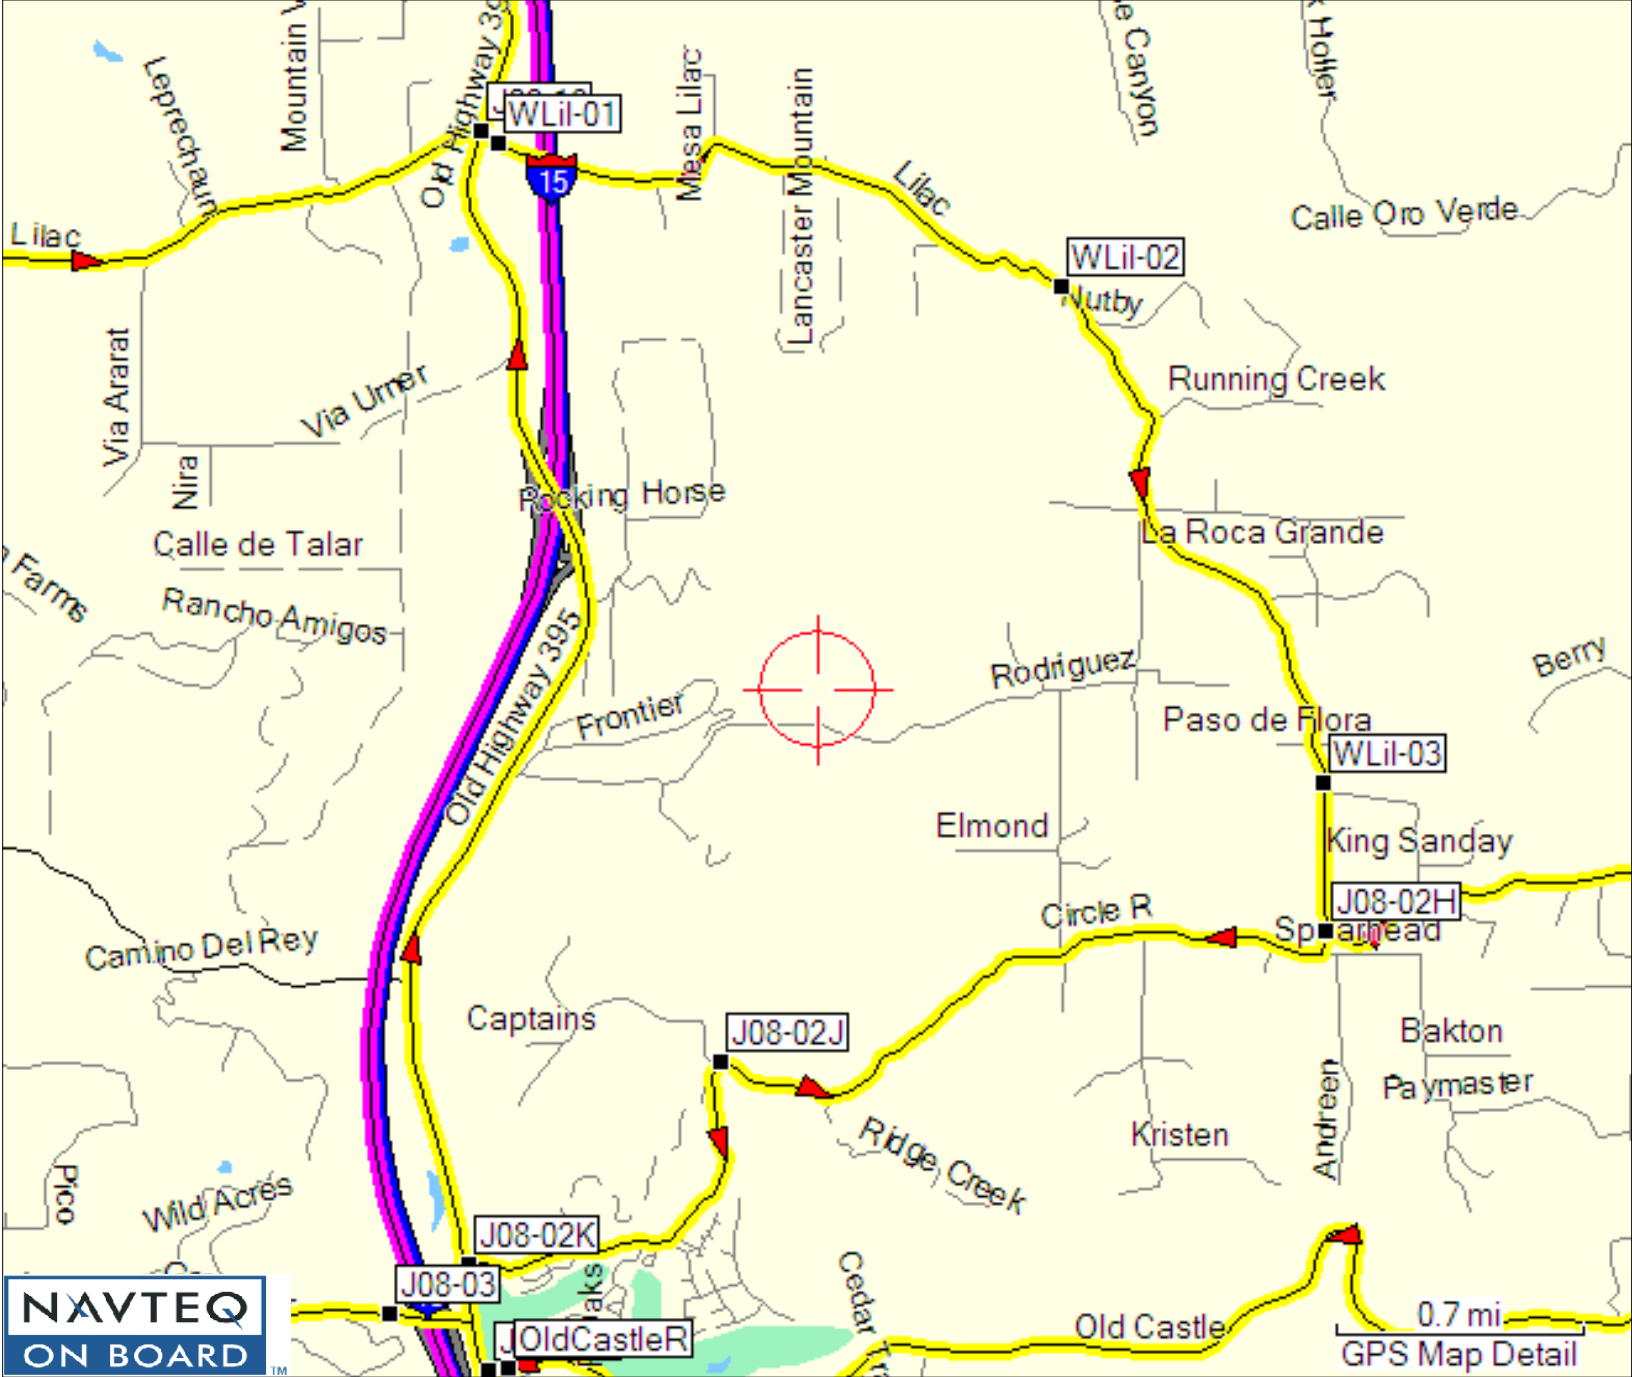 Mountain
Old Highway 39
Canyon
Holler
Leprechaun
Mesa Lilac
Lancaster Mountain
WLil-01
15
Lilac
Lilac
Calle Oro Verde
WLil-02
Nutby
Running Creek
Via Ararat
Via Urner
Nira
Rocking Horse
Calle de Talar
La Roca Grande
Farms
Rancho Amigos
Old Highway 395
Rodriguez
Berry
Frontier
Paso de Flora
WLil-03
Elmond
King Sanday
J08-02H
Circle R
Spearhead
Camino Del Rey
Captains
J08-02J
Bakton
Andreen
Paymaster
Kristen
Ridge Creek
Pico
Wild Acres
J08-02K
J08-03
Cedar
OldCastleR
Old Castle
0.7 mi
GPS Map Detail
NAVTEQ
ON BOARD
TM